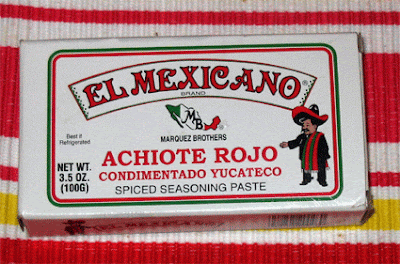 EL MEXICANO®
BRAND
MB
MARQUEZ BROTHERS
Best if
Refrigerated
NET WT.
3.5 OZ.
(100G)
ACHIOTE ROJO
CONDIMENTADO YUCATECO
SPICED SEASONING PASTE